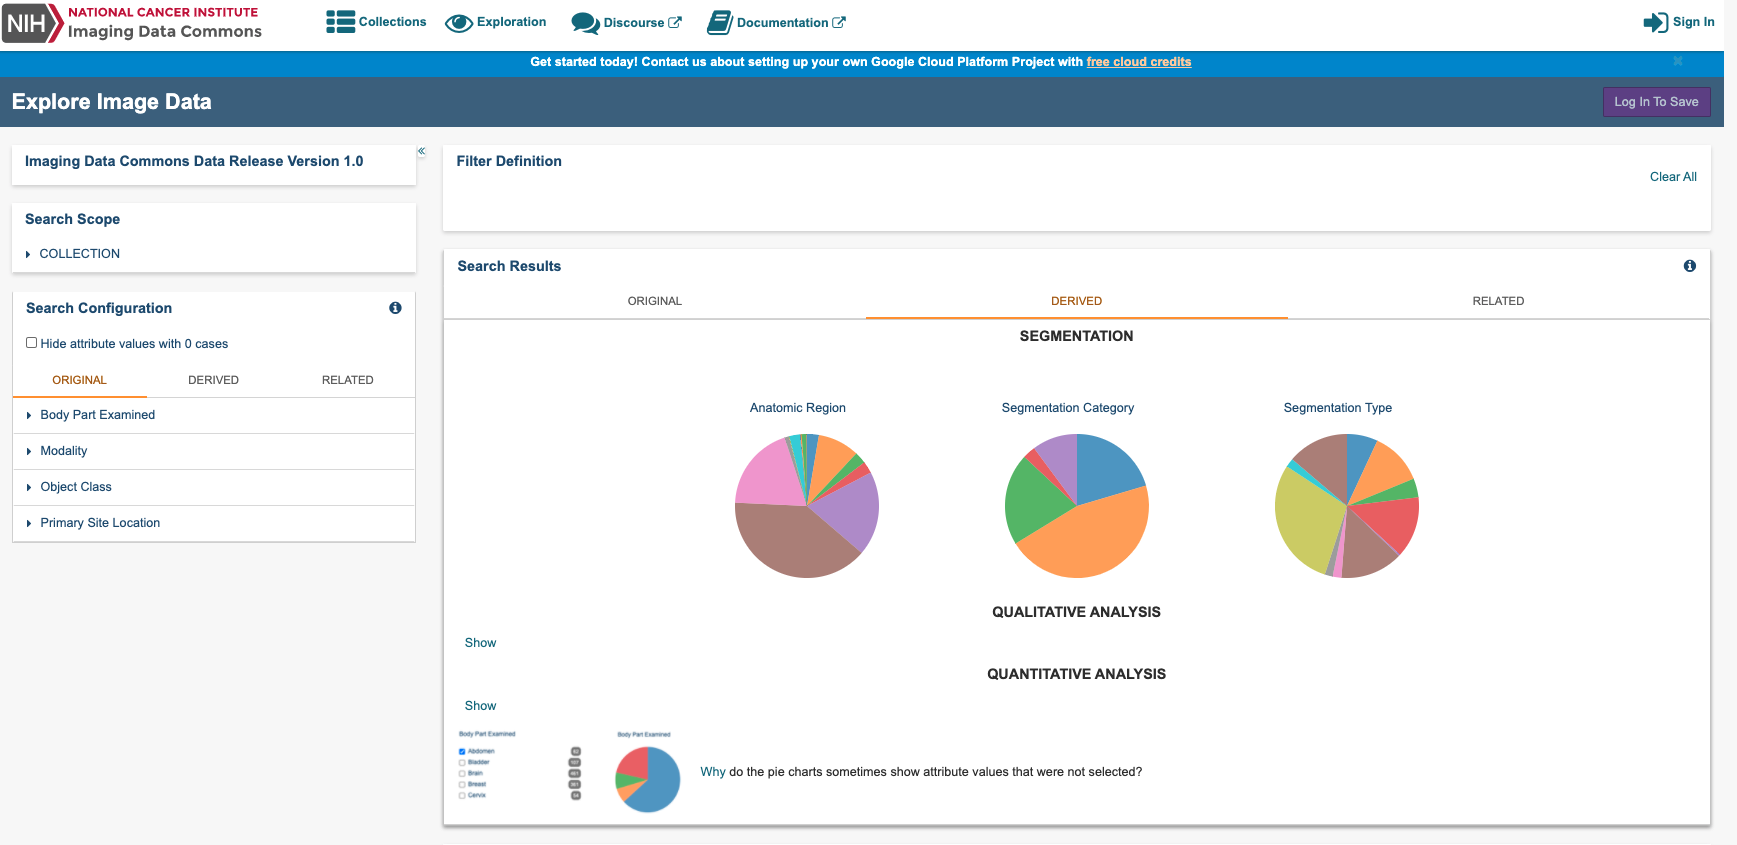 NIH NATIONAL CANCER INSTITUTE
Imaging Data Commons
Collections
Exploration
Discourse
Documentation
Sign In
Get started today! Contact us about setting up your own Google Cloud Platform Project with free cloud credits
Explore Image Data
Log In To Save
Imaging Data Commons Data Release Version 1.0
Search Scope
COLLECTION
Search Configuration
Hide attribute values with 0 cases
ORIGINAL DERIVED RELATED
Body Part Examined
Modality
Object Class
Primary Site Location
Filter Definition
Clear All
Search Results
ORIGINAL DERIVED RELATED
SEGMENTATION
Anatomic Region
Segmentation Category
Segmentation Type
QUALITATIVE ANALYSIS
Show
QUANTITATIVE ANALYSIS
Show
Body Part Examined
Abdomen
Bladder
Brain
Breast
Cervix
Body Part Examined
Why do the pie charts sometimes show attribute values that were not selected?